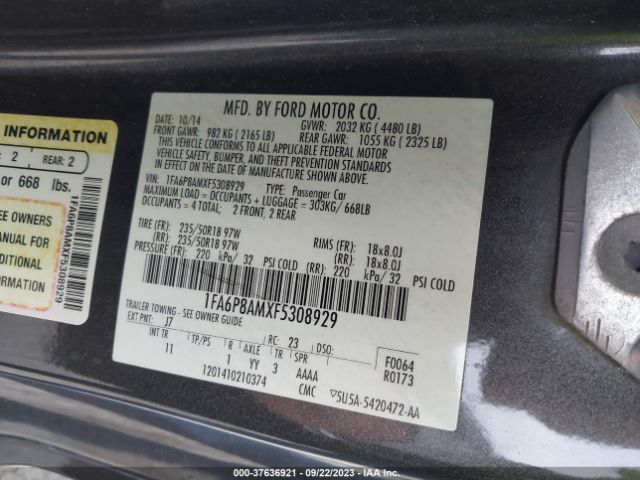 INFORMATION
2
REAR: 2
or 668 lbs.
SEE OWNERS
MANUAL FOR
ADDITIONAL
INFORMATION
1FA6P8AMXF5308929
MFD. BY FORD MOTOR CO.
DATE: 10/14
GVWR: 2032 KG ( 4480 LB)
FRONT GAWR: 982 KG ( 2165 LB)
REAR GAWR: 1055 KG ( 2325 LB)
THIS VEHICLE CONFORMS TO ALL APPLICABLE FEDERAL MOTOR
VEHICLE SAFETY, BUMPER, AND THEFT PREVENTION STANDARDS
IN EFFECT ON THE DATE OF MANUFACTURE SHOWN ABOVE.
VIN: 1FA6P8AMXF5308929
TYPE: Passenger Car
MAXIMUM LOAD = OCCUPANTS + LUGGAGE = 303KG/668LB
OCCUPANTS = 4 TOTAL; 2 FRONT, 2 REAR
TIRE (FR): 235/50R18 97W
RIMS (FR): 18x8.0J
(RR): 235/50R18 97W
(RR): 18x8.0J
PRESSURE (FR): 220 kPa/ 32 PSI COLD
(RR): 220 kPa/ 32 PSI COLD
1FA6P8AMXF5308929
TRAILER TOWING - SEE OWNER GUIDE
EXT PNT: J7
RC: 23
DSO:
F0064
INT TR
TP/PS
R
AXLE
TR
SPR
R0173
11
1
YY
3
AAAA
1201410210374
CMC
▽5U5A-5420472-AA
000-37636921 - 09/22/2023 - IAA Inc.